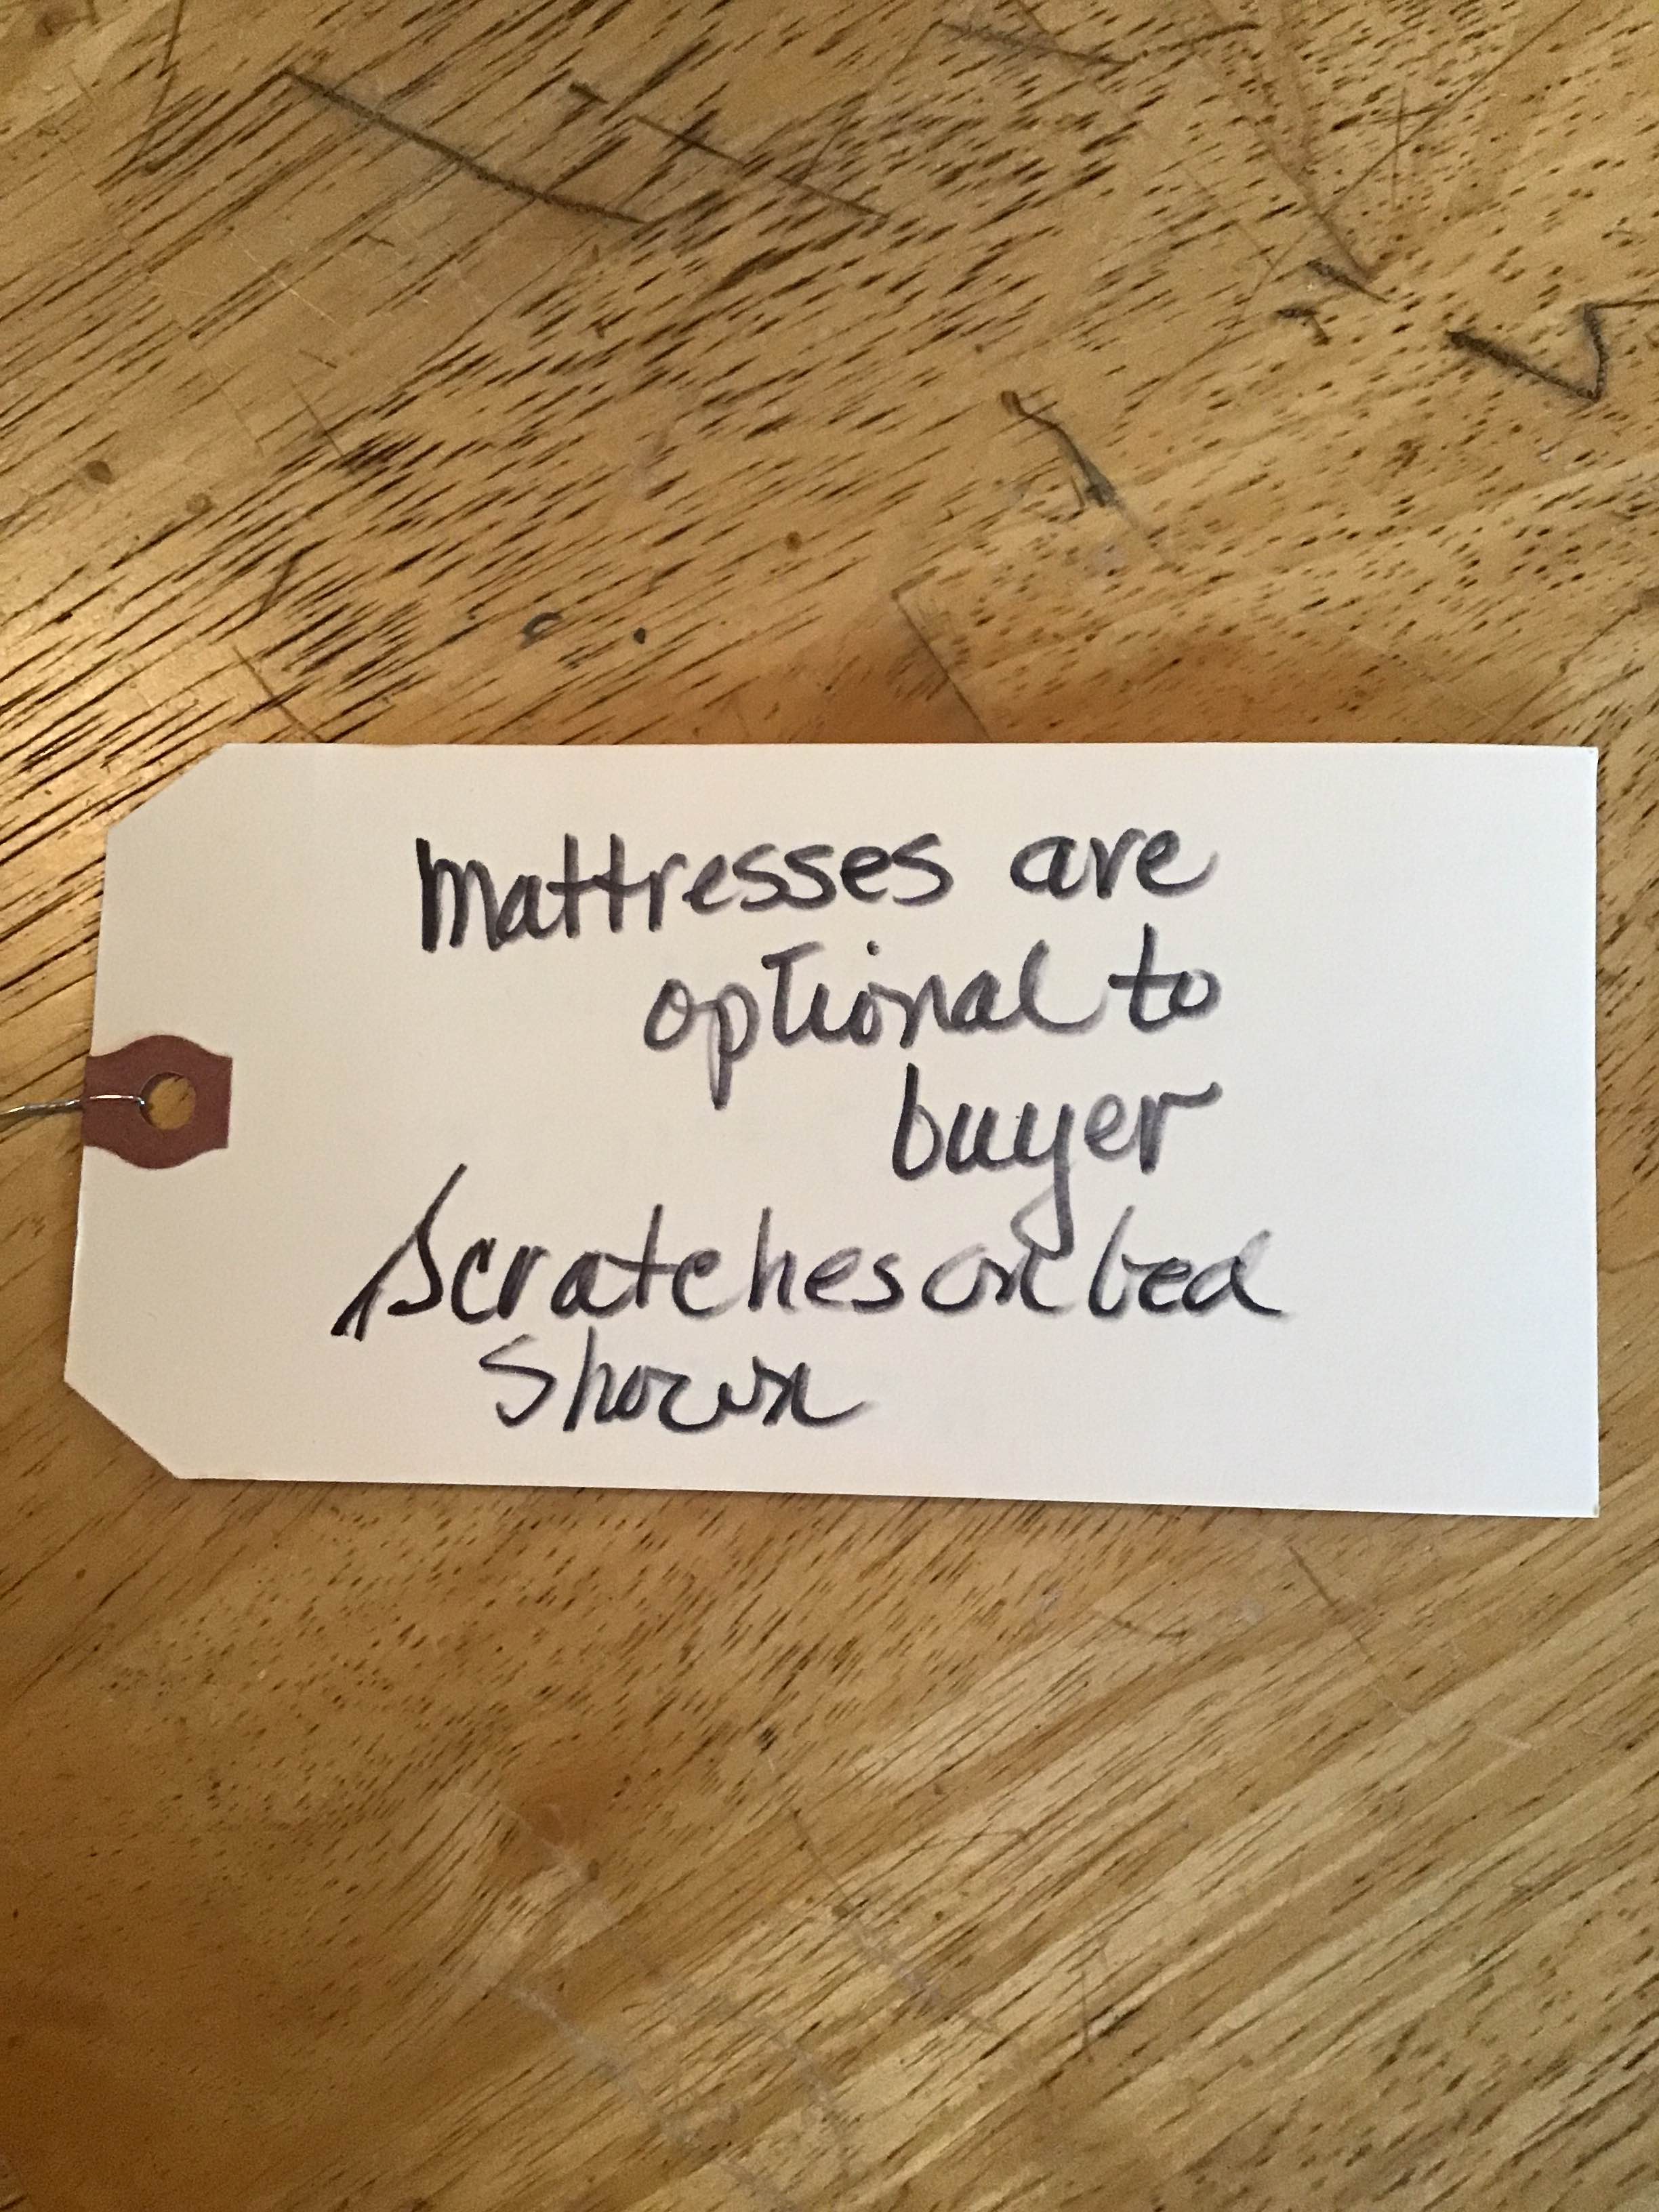 Mattresses are
optional to
buyer
Scratches on bed
Shown